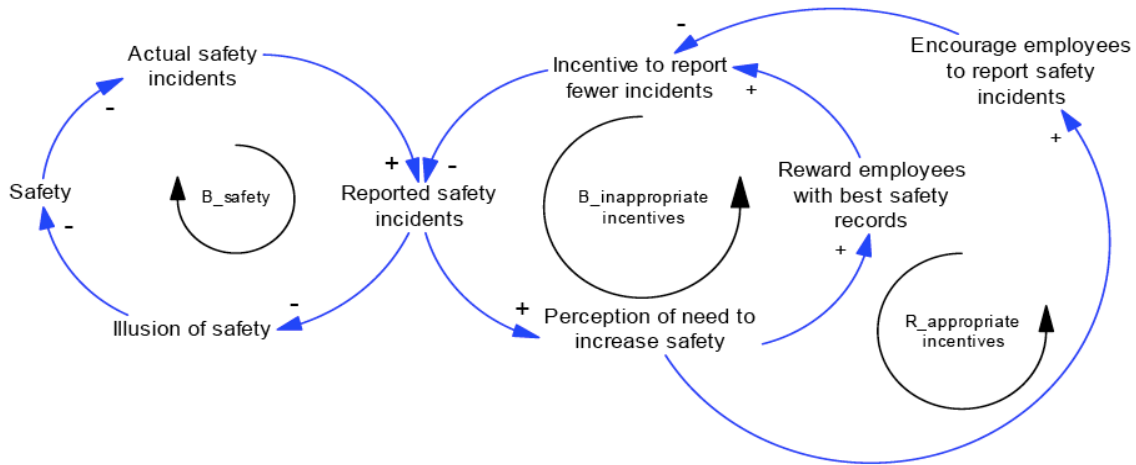 Actual safety
incidents
-
+
Safety
-
B_safety
Reported safety
incidents
-
Illusion of safety
-
Incentive to report
fewer incidents
-
+
B_inappropriate
incentives
Reward employees
with best safety
records
+
+
Perception of need to
increase safety
Encourage employees
to report safety
incidents
+
R_appropriate
incentives
-